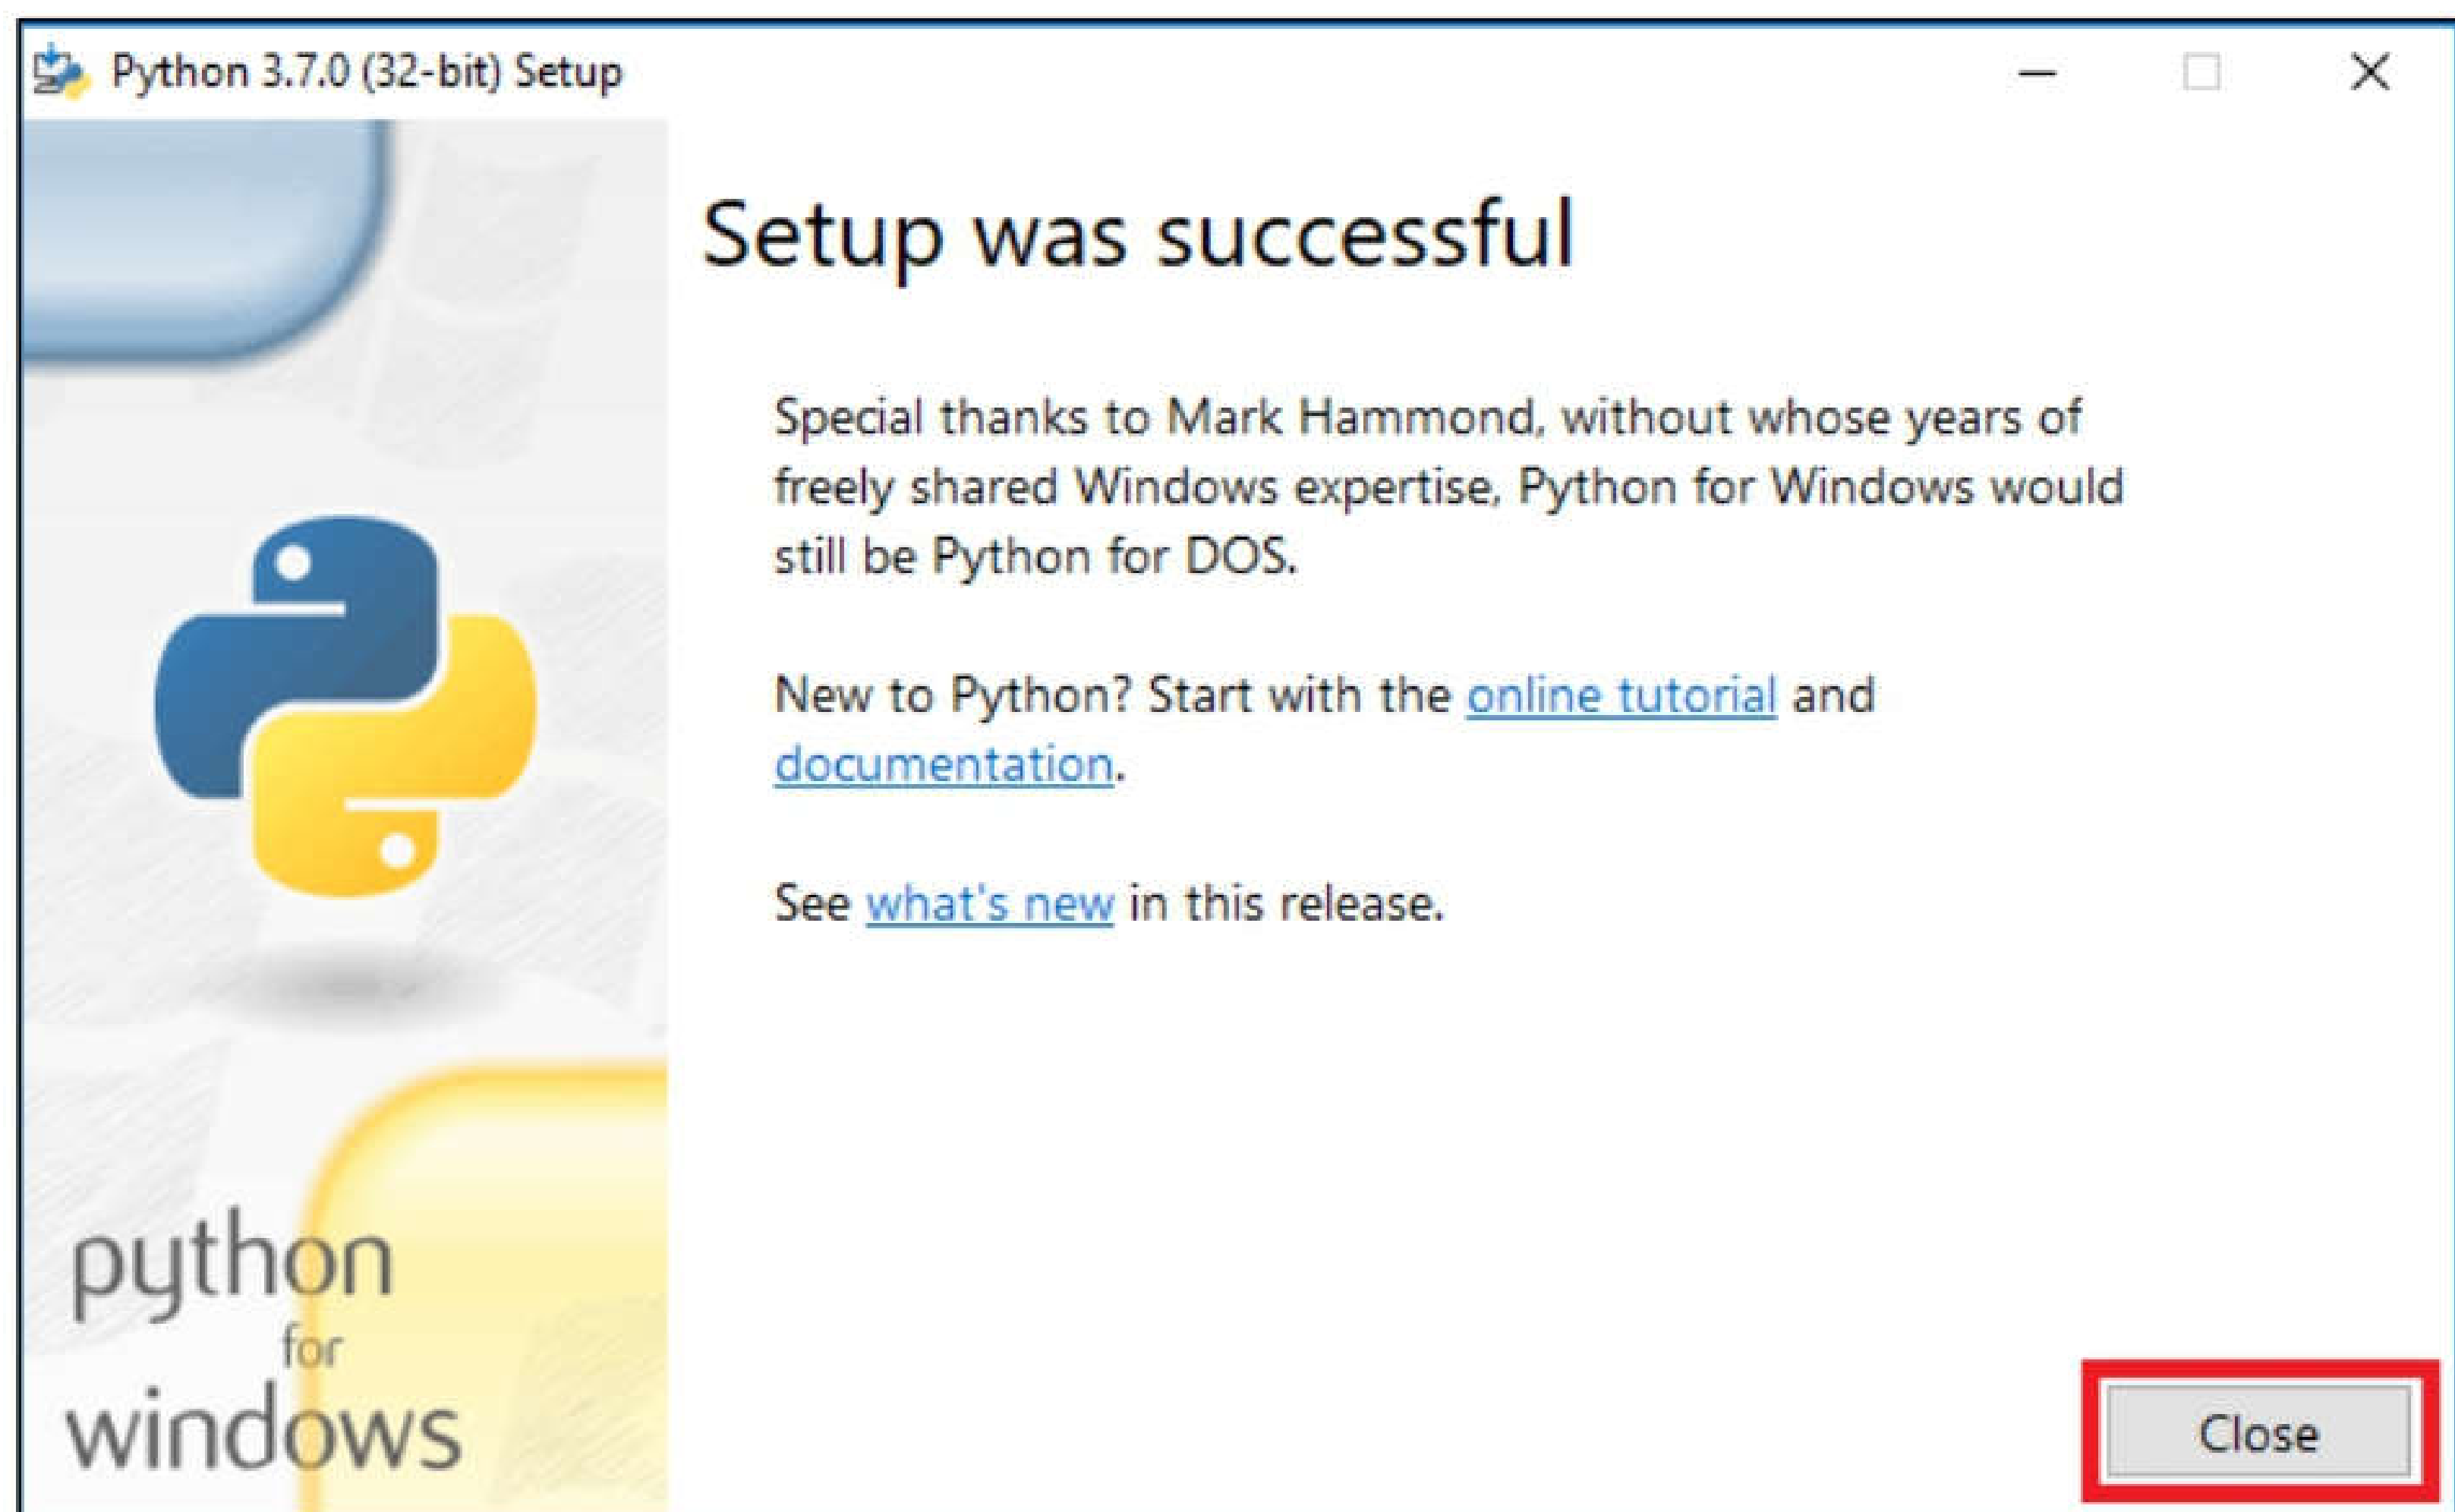 Python 3.7.0 (32-bit) Setup
Setup was successful
Special thanks to Mark Hammond, without whose years of
freely shared Windows expertise, Python for Windows would
still be Python for DOS.
New to Python? Start with the online tutorial and
documentation.
See what's new in this release.
python
for
windows
Close